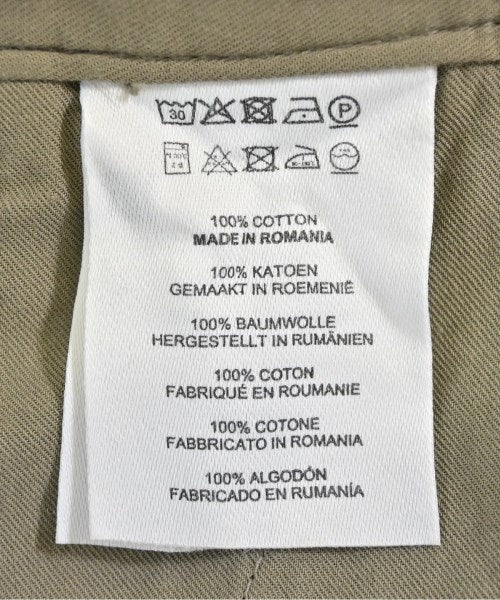 30 P
100% COTTON
MADE IN ROMANIA
100% KATOEN
GEMAAKT IN ROEMENIË
100% BAUMWOLLE
HERGESTELLT IN RUMÄNIEN
100% COTON
FABRIQUÉ EN ROUMANIE
100% COTONE
FABBRICATO IN ROMANIA
100% ALGODÓN
FABRICADO EN RUMANÍA